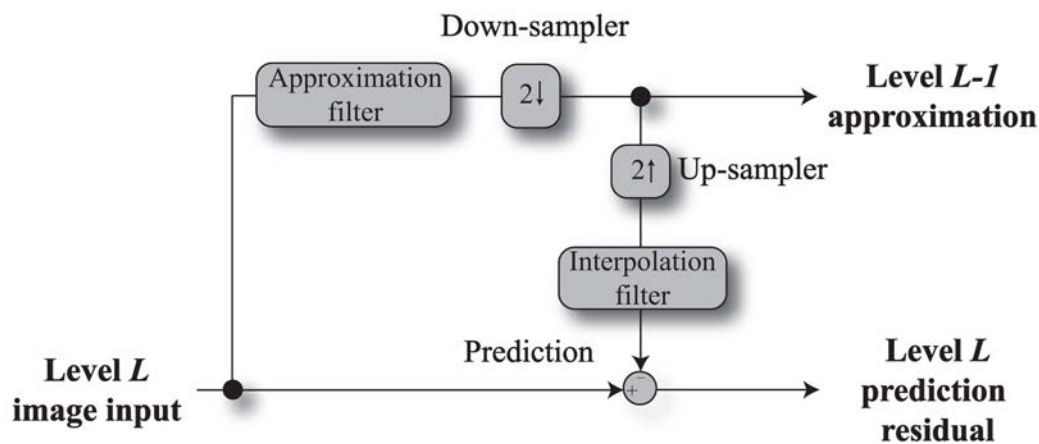 Down-sampler
Approximation
filter
2↓
Level L-1
approximation
2↑
Up-sampler
Interpolation
filter
Prediction
Level L
image input
+
−
Level L
prediction
residual